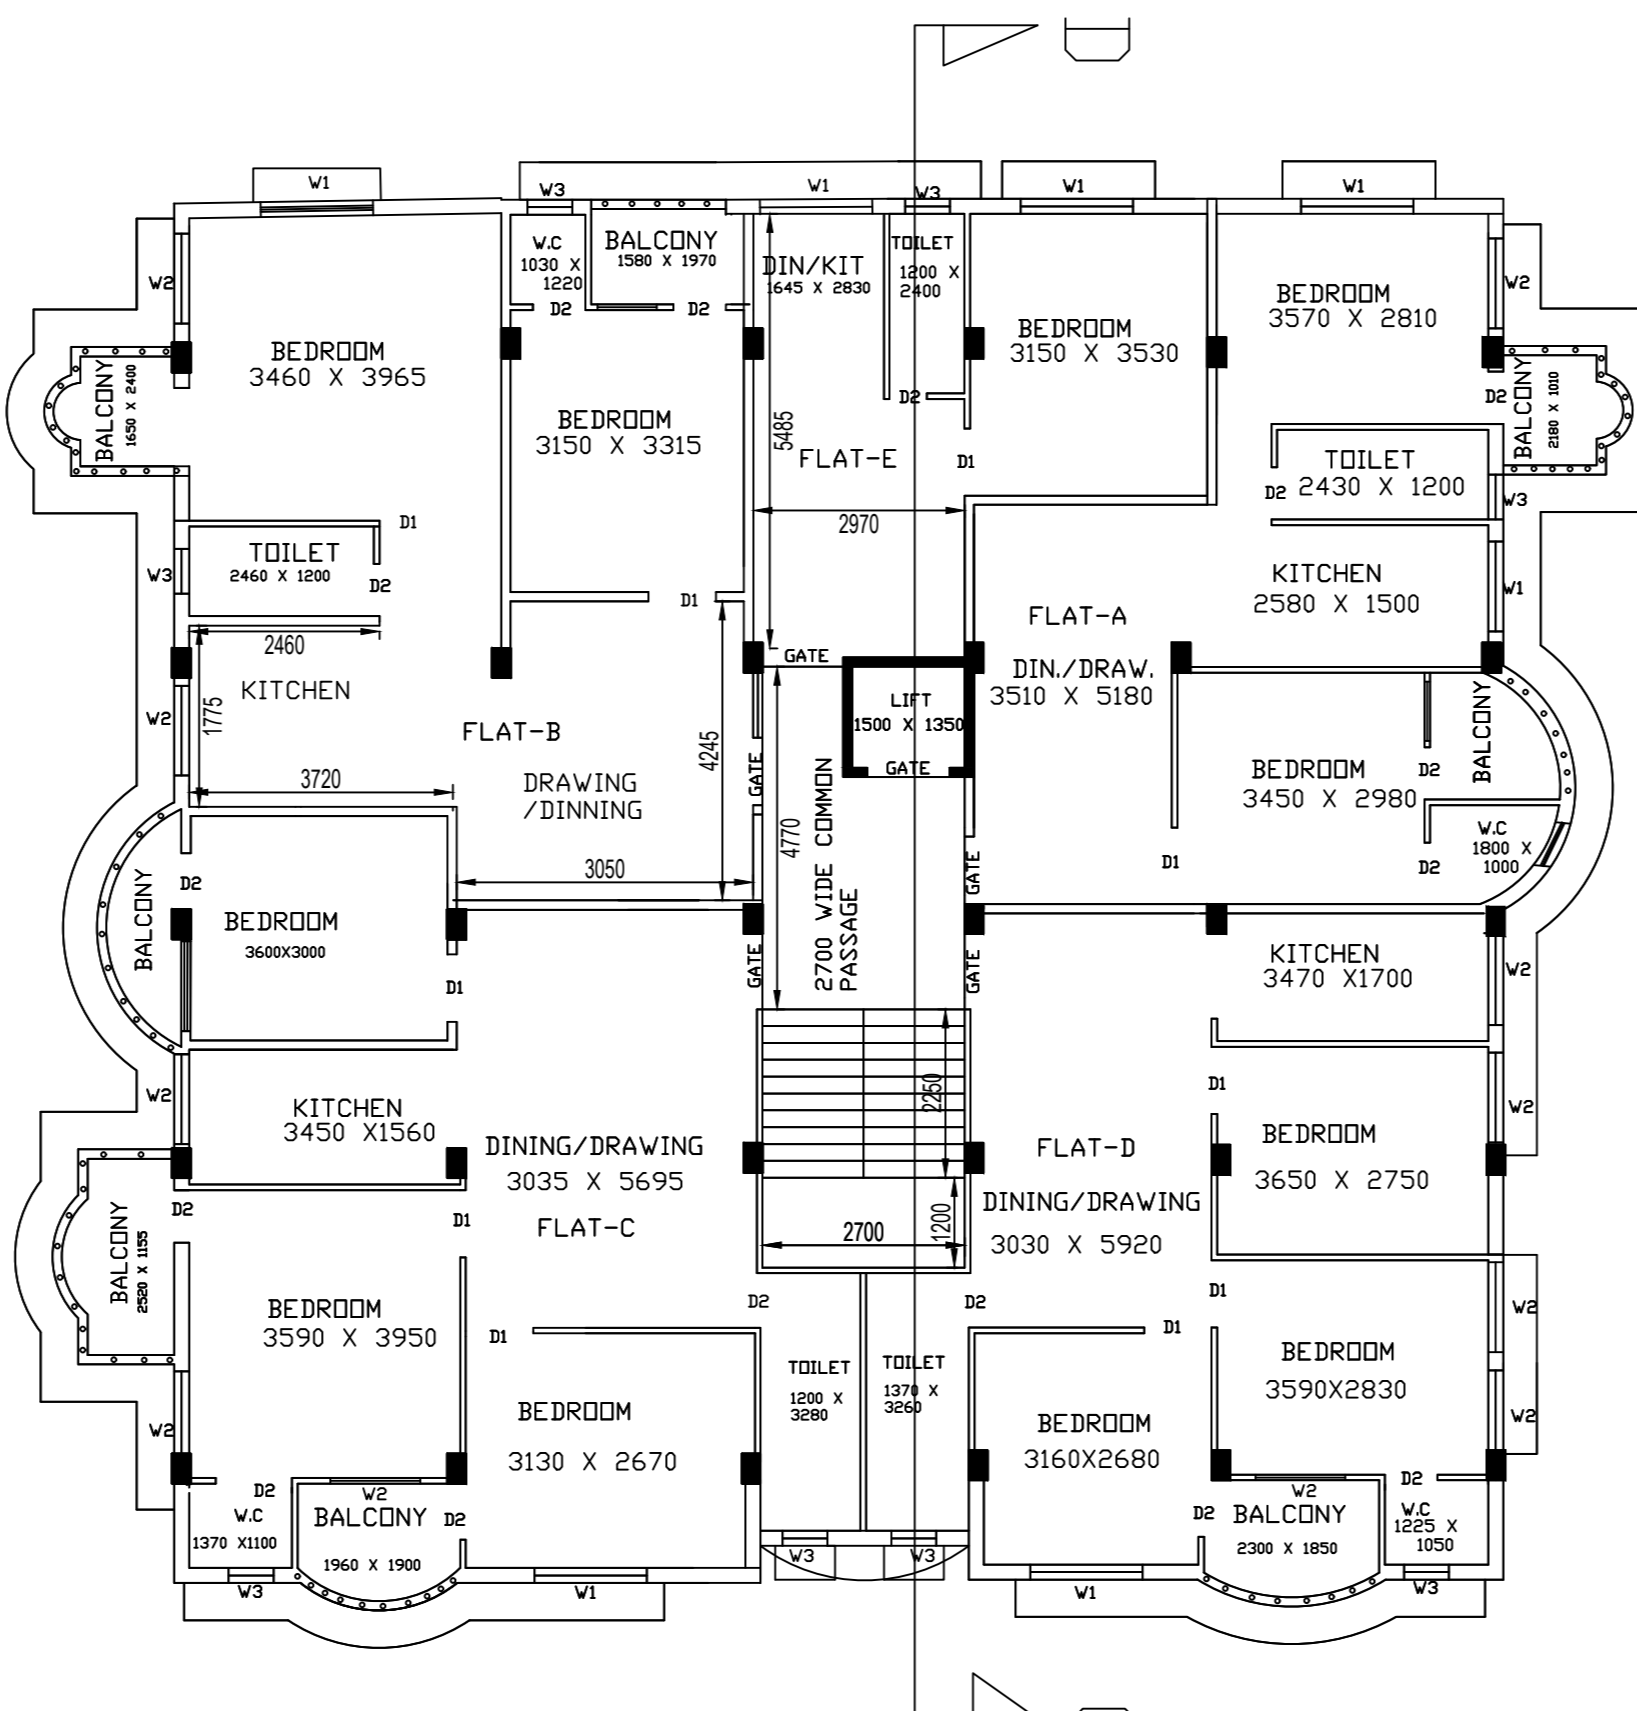 W1
W3
W1
W3
W1
W1
W.C
1030 X
1220
BALCONY
1580 X 1970
DIN/KIT
1645 X 2830
TOILET
1200 X
2400
W2
D2
D2
BEDROOM
3460 X 3965
BEDROOM
3150 X 3530
BEDROOM
3570 X 2810
W2
BALCONY
1650 X 2400
BEDROOM
3150 X 3315
5485
D2
FLAT-E
D1
D2
BALCONY
2180 X 1010
TOILET
2430 X 1200
D2
W3
D1
2970
TOILET
2460 X 1200
W3
D2
D1
KITCHEN
2580 X 1500
W1
FLAT-A
2460
GATE
DIN./DRAW.
3510 X 5180
KITCHEN
1775
W2
FLAT-B
4245
LIFT
1500 X 1350
GATE
GATE
BALCONY
3720
DRAWING
/DINNING
BEDROOM
3450 X 2980
D2
4770
2700 WIDE COMMON
PASSAGE
W.C
1800 X
1000
D2
D1
3050
GATE
D2
BALCONY
BEDROOM
3600X3000
D1
GATE
GATE
KITCHEN
3470 X1700
W2
W2
KITCHEN
3450 X1560
2250
D1
W2
DINING/DRAWING
3035 X 5695
FLAT-C
FLAT-D
BEDROOM
3650 X 2750
D2
D1
BALCONY
2520 X 1155
2700
1200
DINING/DRAWING
3030 X 5920
D2
D2
D1
W2
BEDROOM
3590 X 3950
D1
D1
TOILET
1200 X
3280
TOILET
1370 X
3260
BEDROOM
3590X2830
W2
BEDROOM
3130 X 2670
BEDROOM
3160X2680
W2
D2
W2
D2
W2
D2
W.C
1370 X1100
BALCONY
1960 X 1900
D2
BALCONY
2300 X 1850
W.C
1225 X
1050
W3
W3
W3
W1
W1
W3